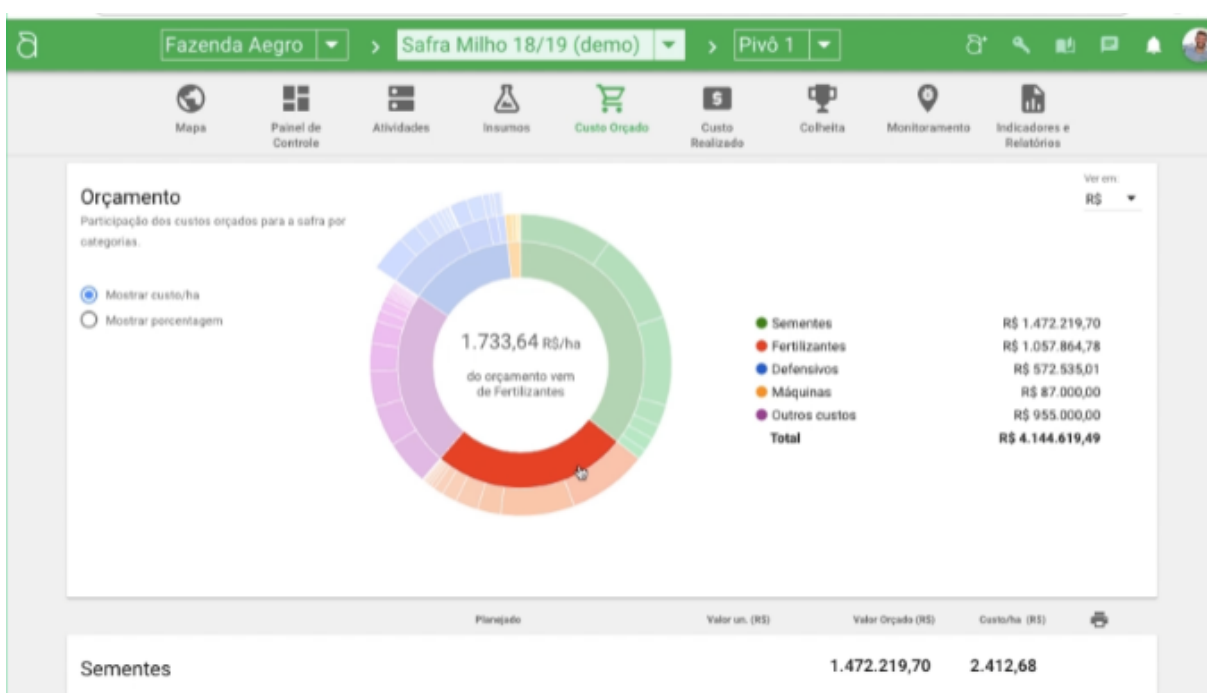 Fazenda Aegro > Safra Milho 18/19 (demo) > Pivô 1
Mapa
Painel de
Controle
Atividades
Insumos
Custo Orçado
Custo
Realizado
Colheita
Monitoramento
Indicadores e
Relatórios
Orçamento
Participação dos custos orçados para a safra por
categorias.
Mostrar custo/ha
Mostrar porcentagem
1.733,64 R$/ha
do orçamento vem
de Fertilizantes
Ver em:
R$
Sementes R$ 1.472.219,70
Fertilizantes R$ 1.057.864,78
Defensivos R$ 572.535,01
Máquinas R$ 87.000,00
Outros custos R$ 955.000,00
Total R$ 4.144.619,49
Planejado Valor un. (R$) Valor Orçado (R$) Custo/ha (R$)
Sementes 1.472.219,70 2.412,68